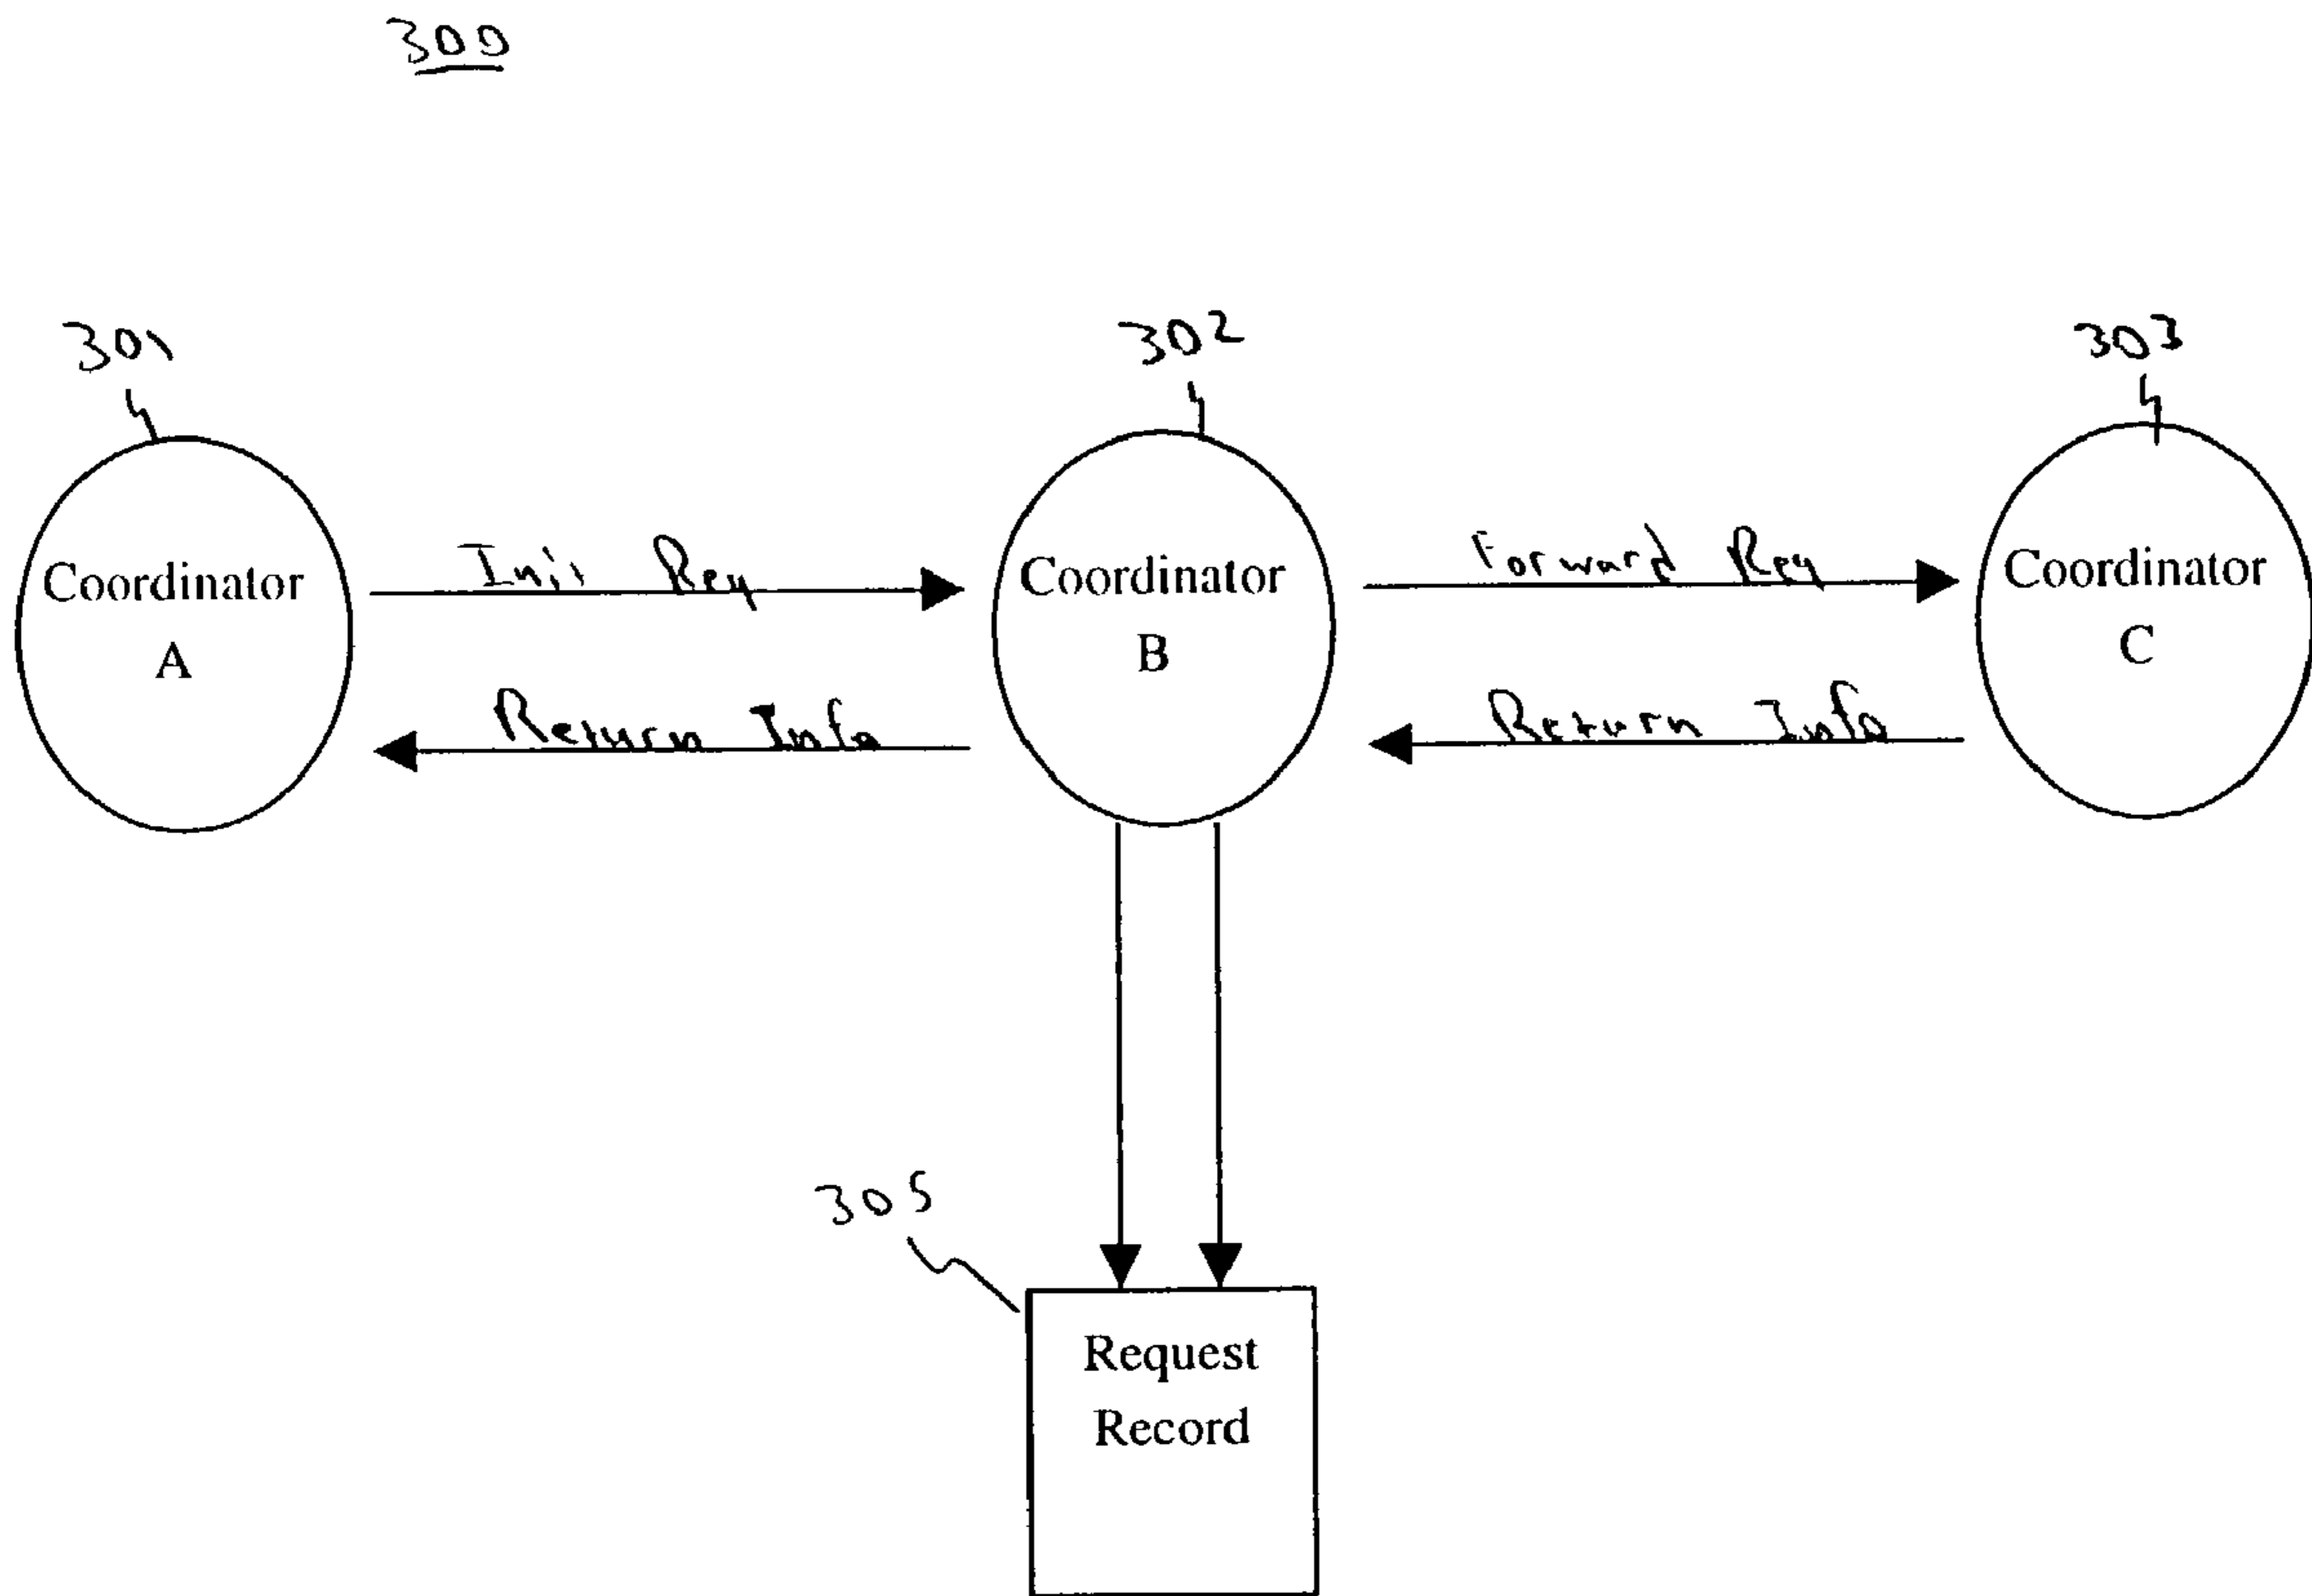 300
301
302
303
Coordinator
A
Init Req
Return Info
Coordinator
B
Forward Req
Return Info
Coordinator
C
305
Request
Record